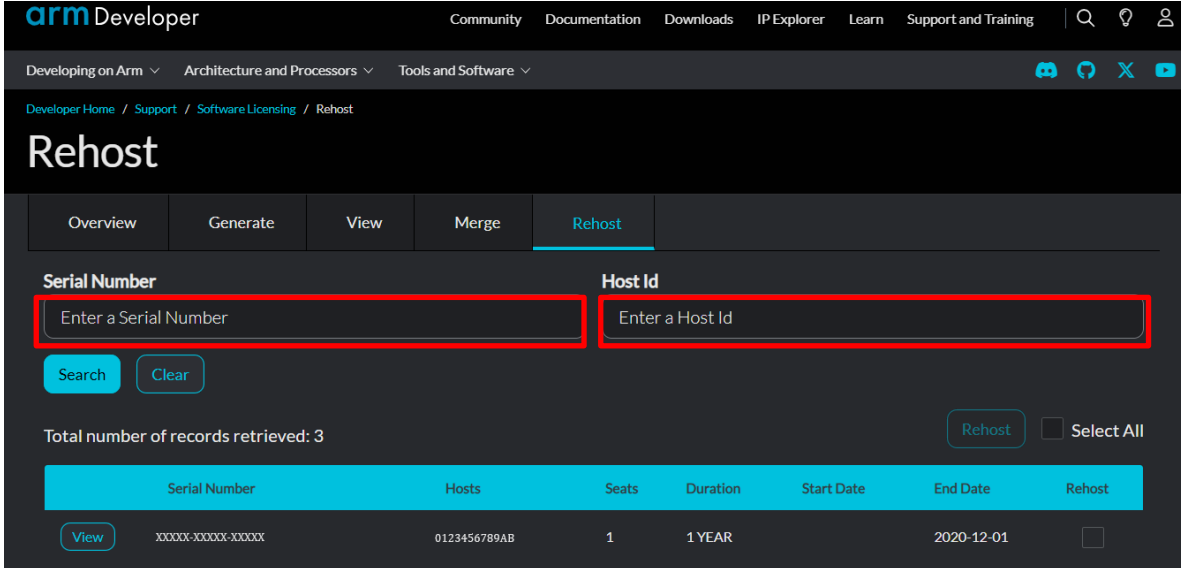 arm Developer
Community Documentation Downloads IP Explorer Learn Support and Training
Developing on Arm Architecture and Processors Tools and Software
Developer Home / Support / Software Licensing / Rehost
Rehost
Overview Generate View Merge Rehost
Serial Number Host Id
Enter a Serial Number Enter a Host Id
Search Clear
Total number of records retrieved: 3 Rehost Select All
Serial Number Hosts Seats Duration Start Date End Date Rehost
View XXXXX-XXXXX-XXXXX 0123456789AB 1 1 YEAR 2020-12-01